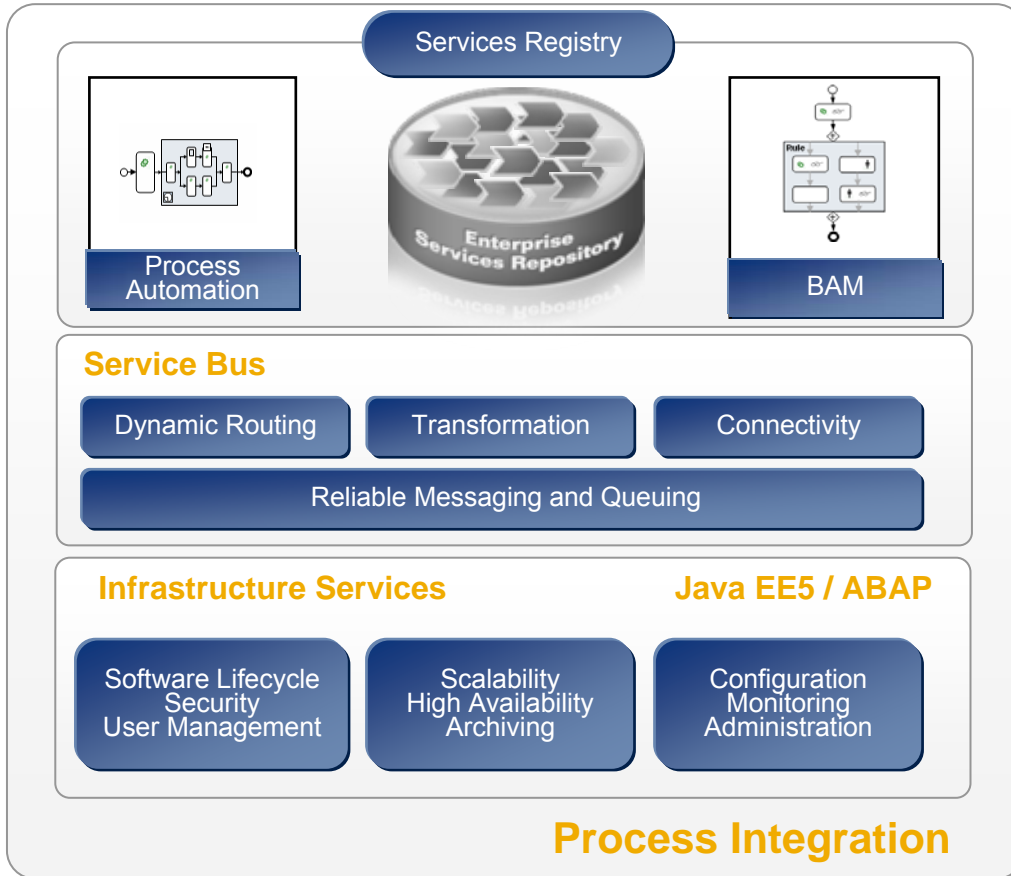 Services Registry
Rule
Enterprise
Services Repository
Process
Automation
BAM
Service Bus
Dynamic Routing
Transformation
Connectivity
Reliable Messaging and Queuing
Infrastructure Services
Java EE5 / ABAP
Software Lifecycle
Security
User Management
Scalability
High Availability
Archiving
Configuration
Monitoring
Administration
Process Integration